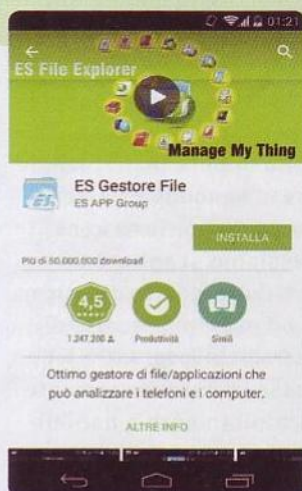 01:21
ES File Explorer
Manage My Thing
ES Gestore File
ES APP Group
INSTALLA
Più di 50.000.000 download
4,5
1.247.200
Produttività
Simili
Ottimo gestore di file/applicazioni che
può analizzare i telefoni e i computer.
ALTRE INFO